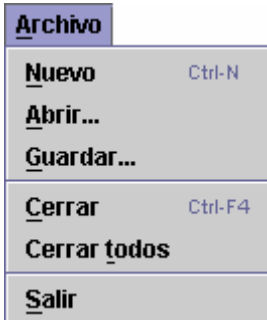 Archivo
Nuevo Ctrl-N
Abrir...
Guardar...
Cerrar Ctrl-F4
Cerrar todos
Salir